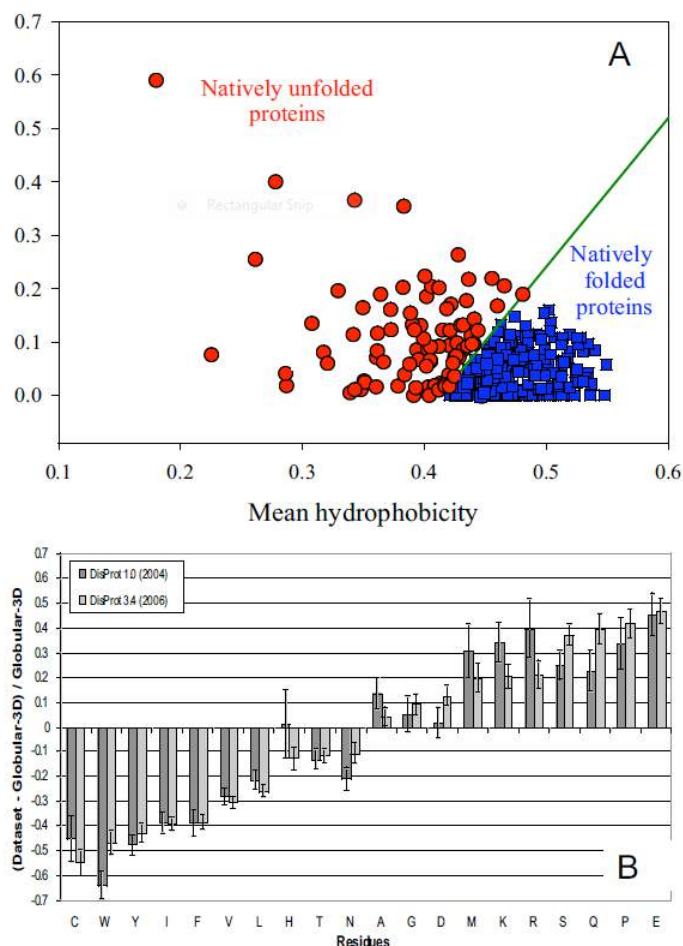 0.7
A
0.6
Natively unfolded
proteins
0.5
0.4
Rectangular Snip
0.3
Natively
folded
proteins
0.2
0.1
0.0
0.1 0.2 0.3 0.4 0.5 0.6
Mean hydrophobicity
0.7
DisProt 1.0 (2004)
0.6
DisProt 3.4 (2006)
0.5
0.4
0.3
0.2
0.1
0
-0.1
-0.2
-0.3
-0.4
-0.5
-0.6
-0.7
(Dataset - Globular-3D) / Globular-3D
B
C W Y I F V L H T N A G D M K R S Q P E
Residues